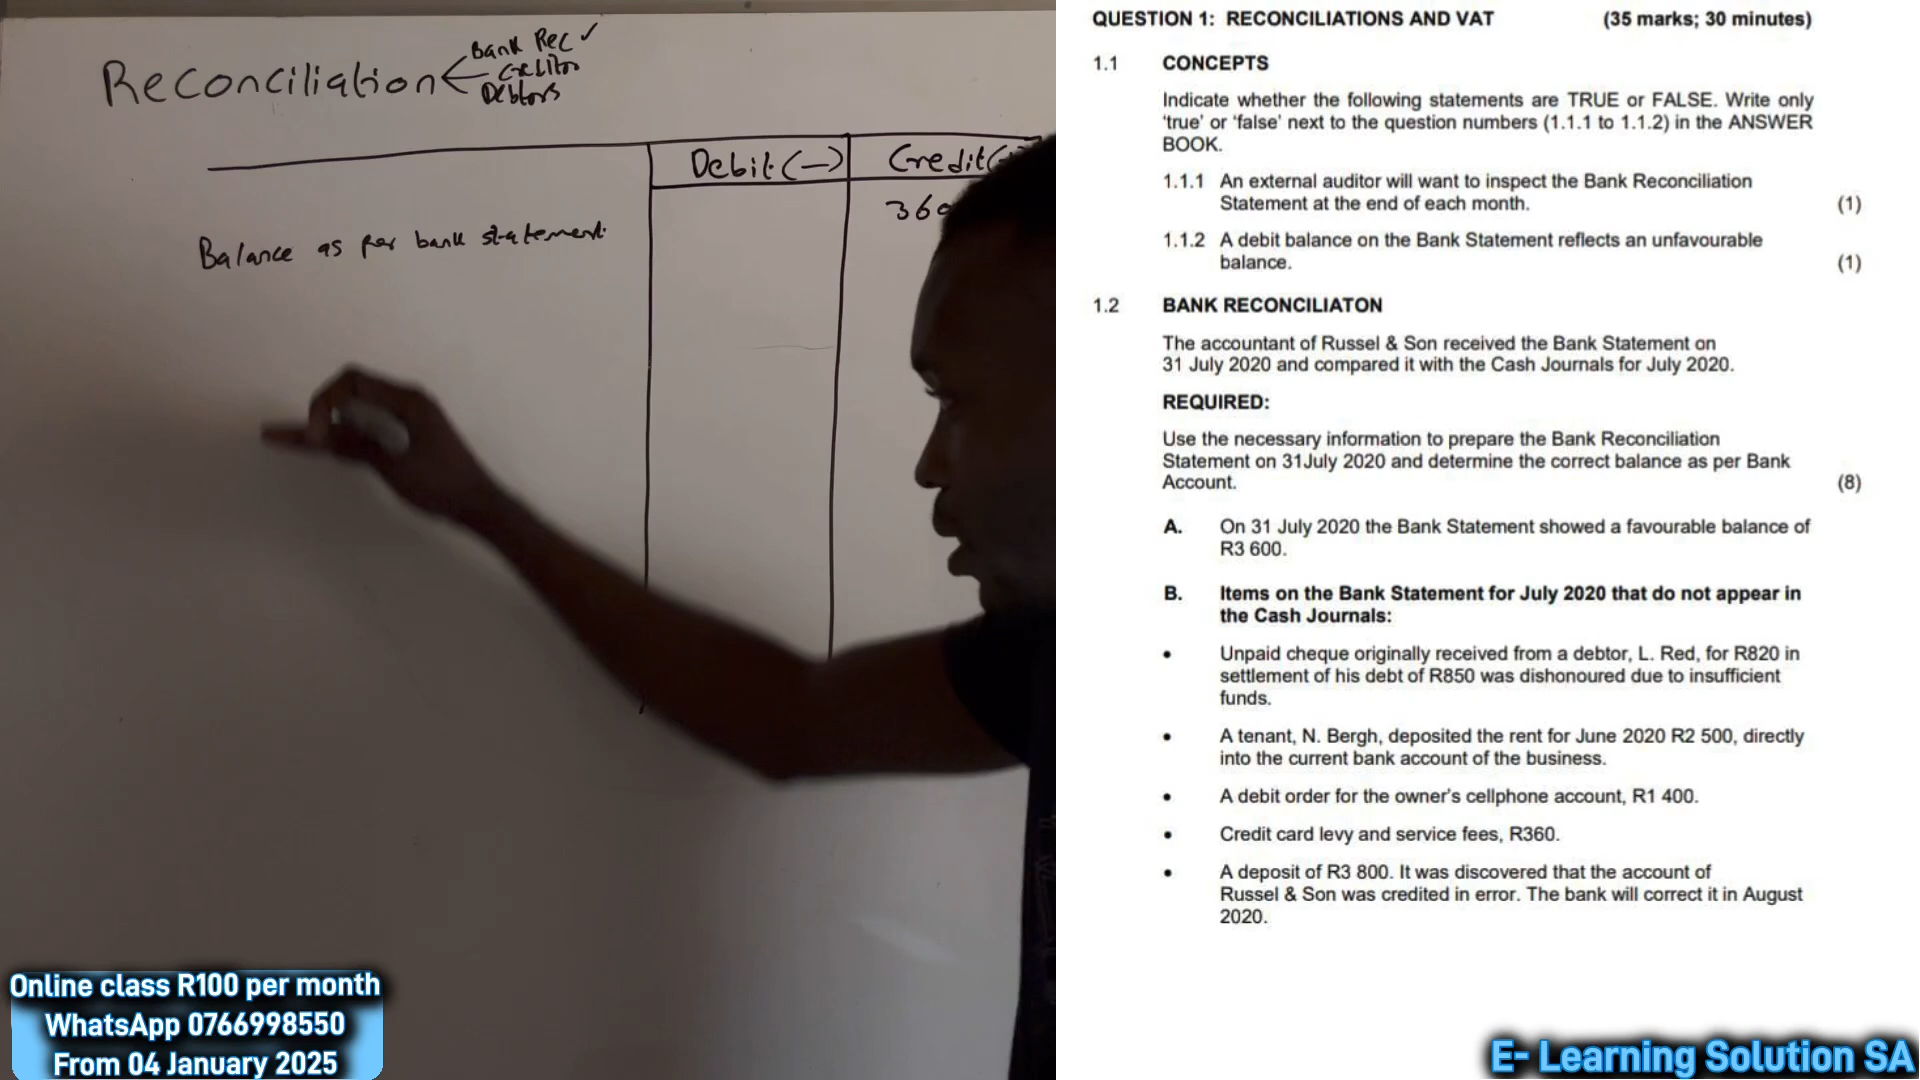 Reconciliation
Bank Rec ✓
Debtors
Debit (-)
Credit(
360
Balance as per bank statement
QUESTION 1: RECONCILIATIONS AND VAT (35 marks; 30 minutes)
1.1 CONCEPTS
Indicate whether the following statements are TRUE or FALSE. Write only
‘true’ or ‘false’ next to the question numbers (1.1.1 to 1.1.2) in the ANSWER
BOOK.
1.1.1 An external auditor will want to inspect the Bank Reconciliation
Statement at the end of each month. (1)
1.1.2 A debit balance on the Bank Statement reflects an unfavourable
balance. (1)
1.2 BANK RECONCILIATON
The accountant of Russel & Son received the Bank Statement on
31 July 2020 and compared it with the Cash Journals for July 2020.
REQUIRED:
Use the necessary information to prepare the Bank Reconciliation
Statement on 31July 2020 and determine the correct balance as per Bank
Account. (8)
A. On 31 July 2020 the Bank Statement showed a favourable balance of
R3 600.
B. Items on the Bank Statement for July 2020 that do not appear in
the Cash Journals:
• Unpaid cheque originally received from a debtor, L. Red, for R820 in
settlement of his debt of R850 was dishonoured due to insufficient
funds.
• A tenant, N. Bergh, deposited the rent for June 2020 R2 500, directly
into the current bank account of the business.
• A debit order for the owner's cellphone account, R1 400.
• Credit card levy and service fees, R360.
• A deposit of R3 800. It was discovered that the account of
Russel & Son was credited in error. The bank will correct it in August
2020.
Online class R100 per month
WhatsApp 0766998550
From 04 January 2025
E- Learning Solution SA